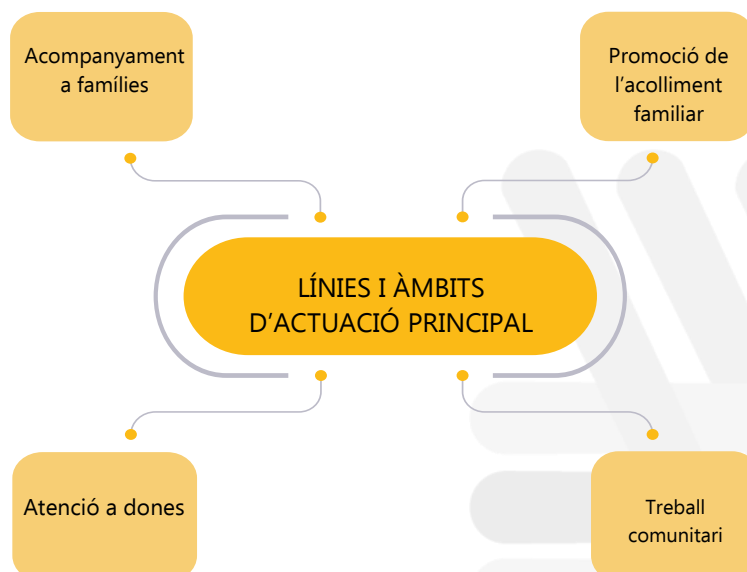 Acompanyament
a famílies
Promoció de
l’acolliment
familiar
LÍNIES I ÀMBITS
D’ACTUACIÓ PRINCIPAL
Atenció a dones
Treball
comunitari